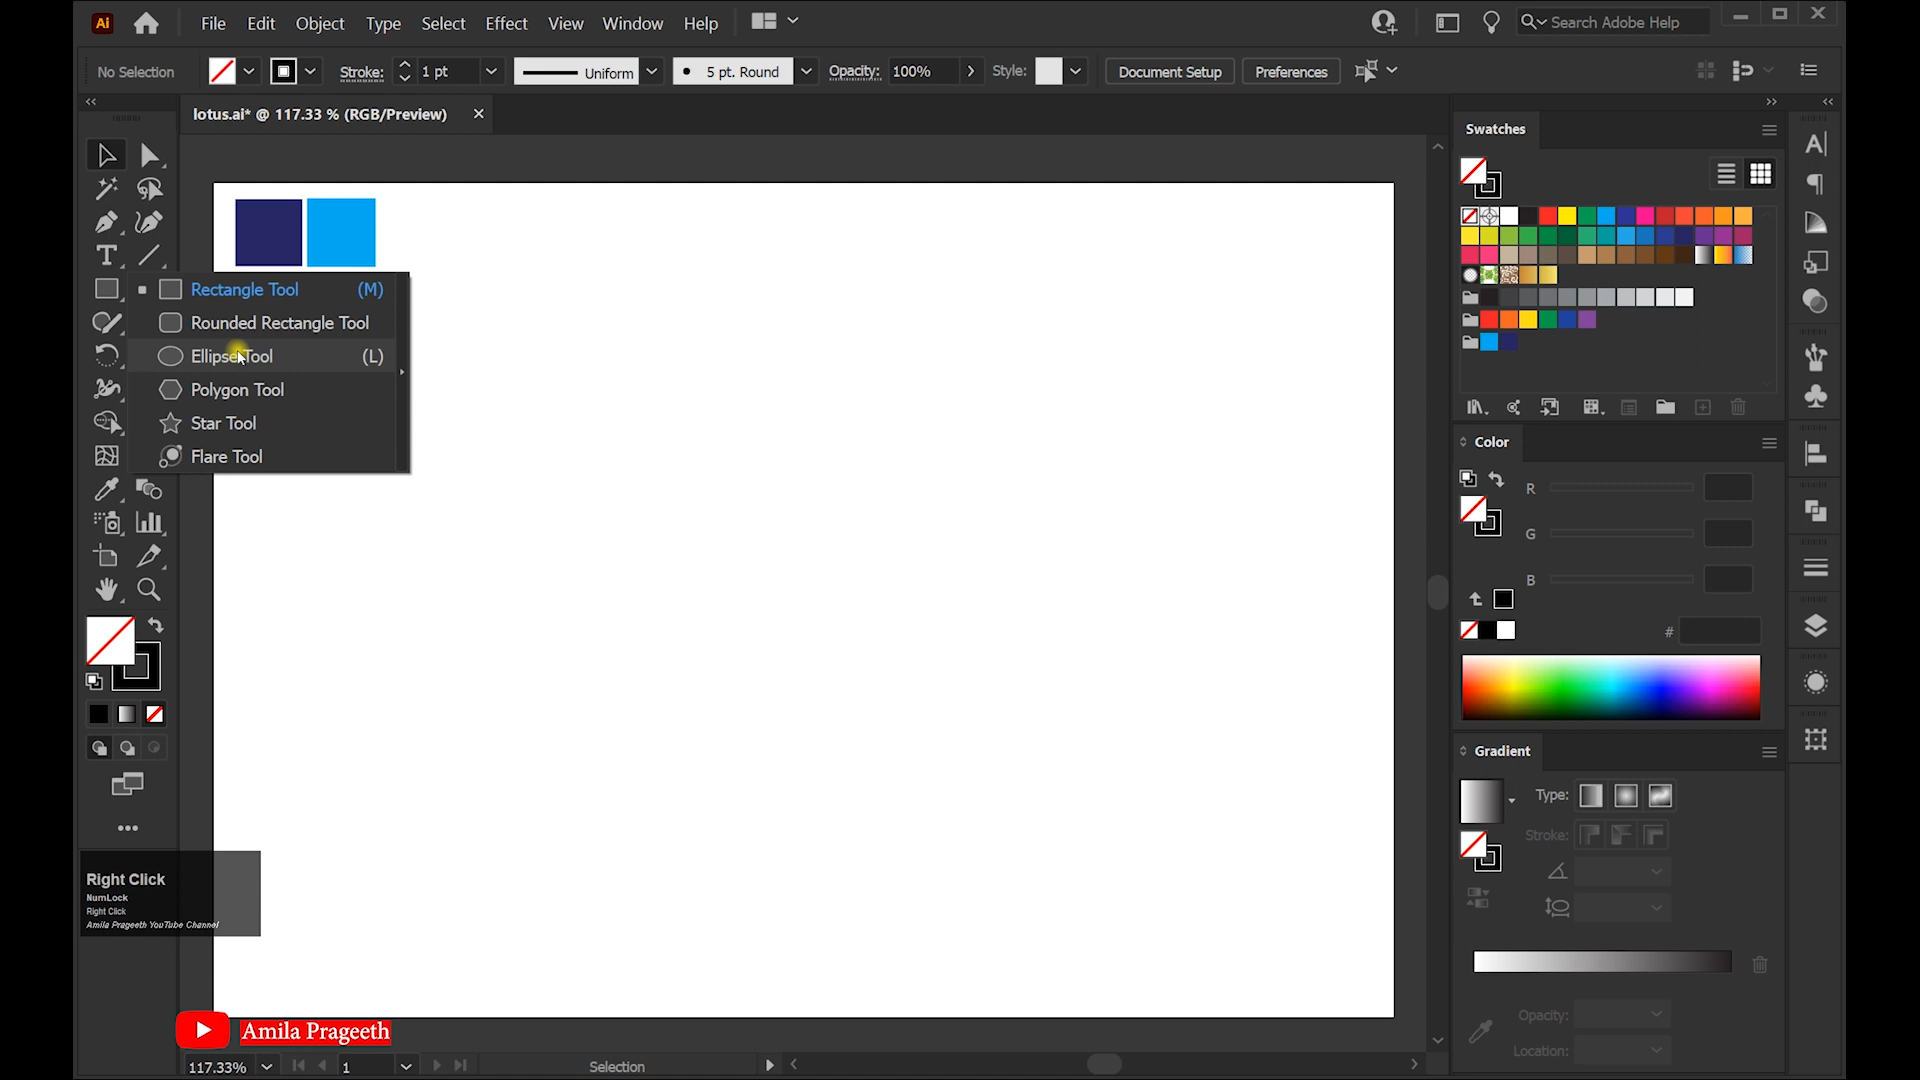 Ai File Edit Object Type Select Effect View Window Help Search Adobe Help
No Selection Stroke: 1 pt Uniform 5 pt. Round Opacity: 100% Style: Document Setup Preferences
lotus.ai* @ 117.33 % (RGB/Preview)
Swatches
Rectangle Tool (M)
Rounded Rectangle Tool
Ellipse Tool (L)
Polygon Tool
Star Tool
Flare Tool
Color
R
G
B
#
Gradient
Type:
Stroke:
Opacity:
Location:
Right Click
NumLock
Right Click
Amila Prageeth YouTube Channel
Amila Prageeth
117.33% 1 Selection